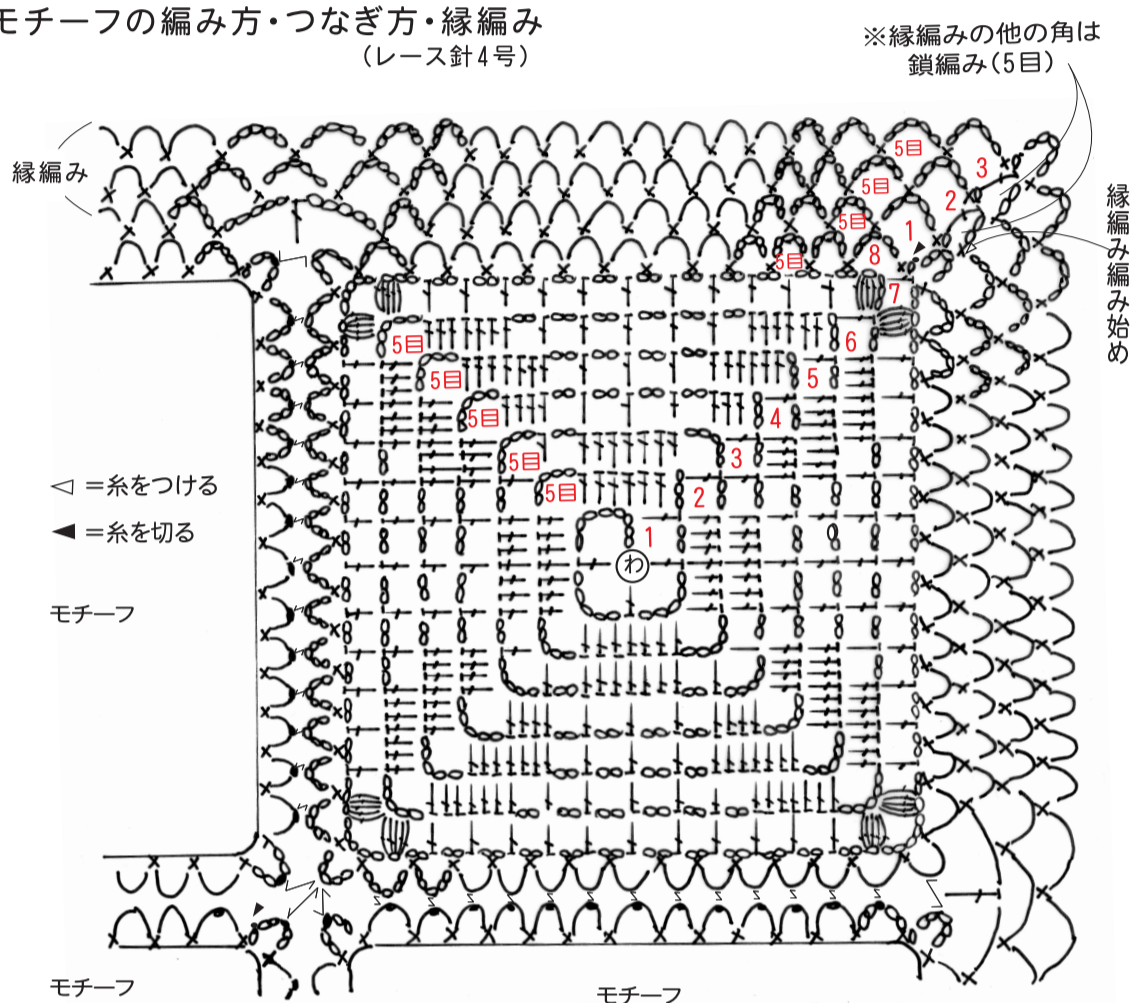 モチーフの編み方・つなぎ方・縁編み
(レース針4号)
※縁編みの他の角は
鎖編み(5目)
縁編み
縁編み編み始め
5目
3
5目
2
5目
1
5目
8
7
5目
6
5目
5
5目
4
5目
3
5目
2
1
わ
◁ =糸をつける
◀ =糸を切る
モチーフ
モチーフ
モチーフ